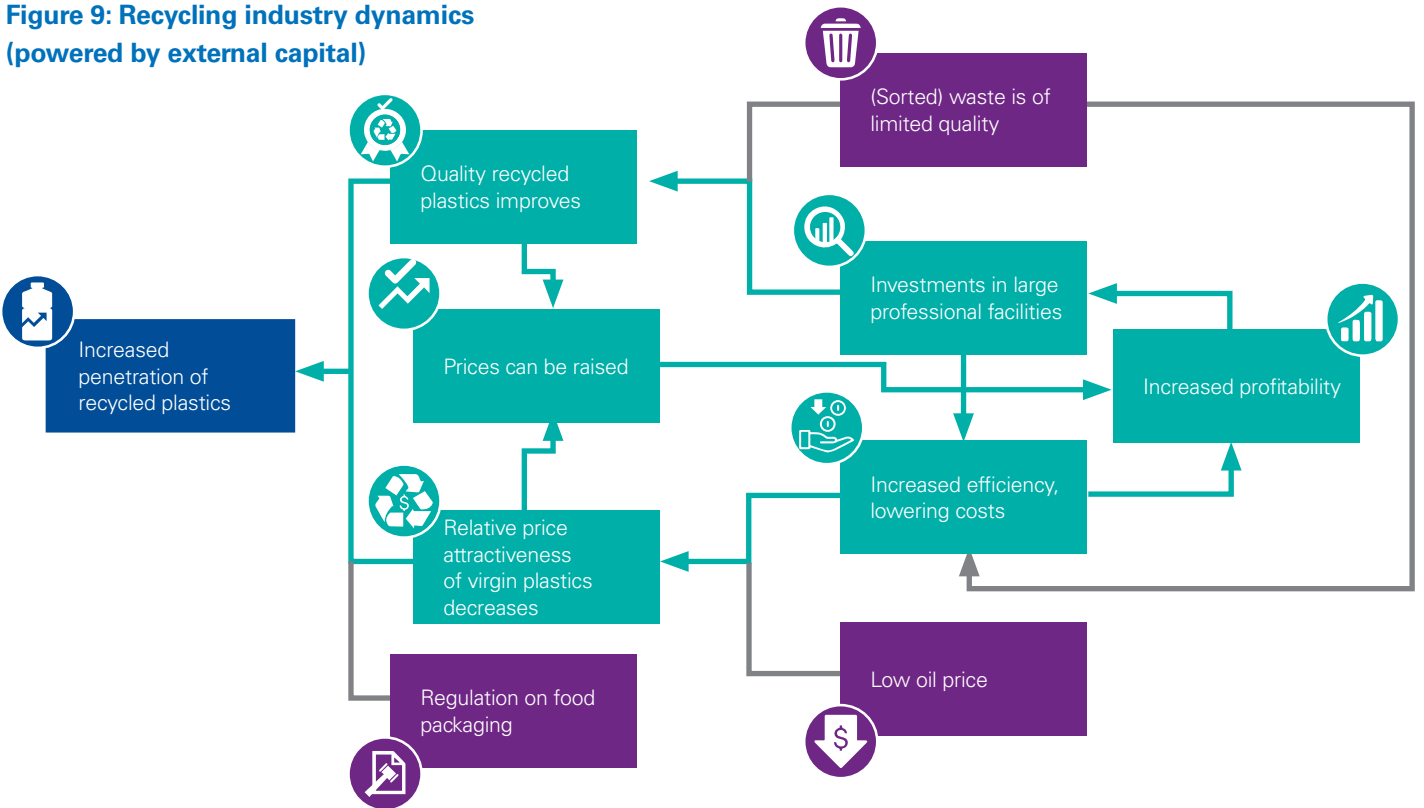 Figure 9: Recycling industry dynamics
(powered by external capital)
(Sorted) waste is of
limited quality
Quality recycled
plastics improves
Investments in large
professional facilities
Increased
penetration of
recycled plastics
Prices can be raised
Increased profitability
Increased efficiency,
lowering costs
Relative price
attractiveness
of virgin plastics
decreases
Regulation on food
packaging
Low oil price
$
$